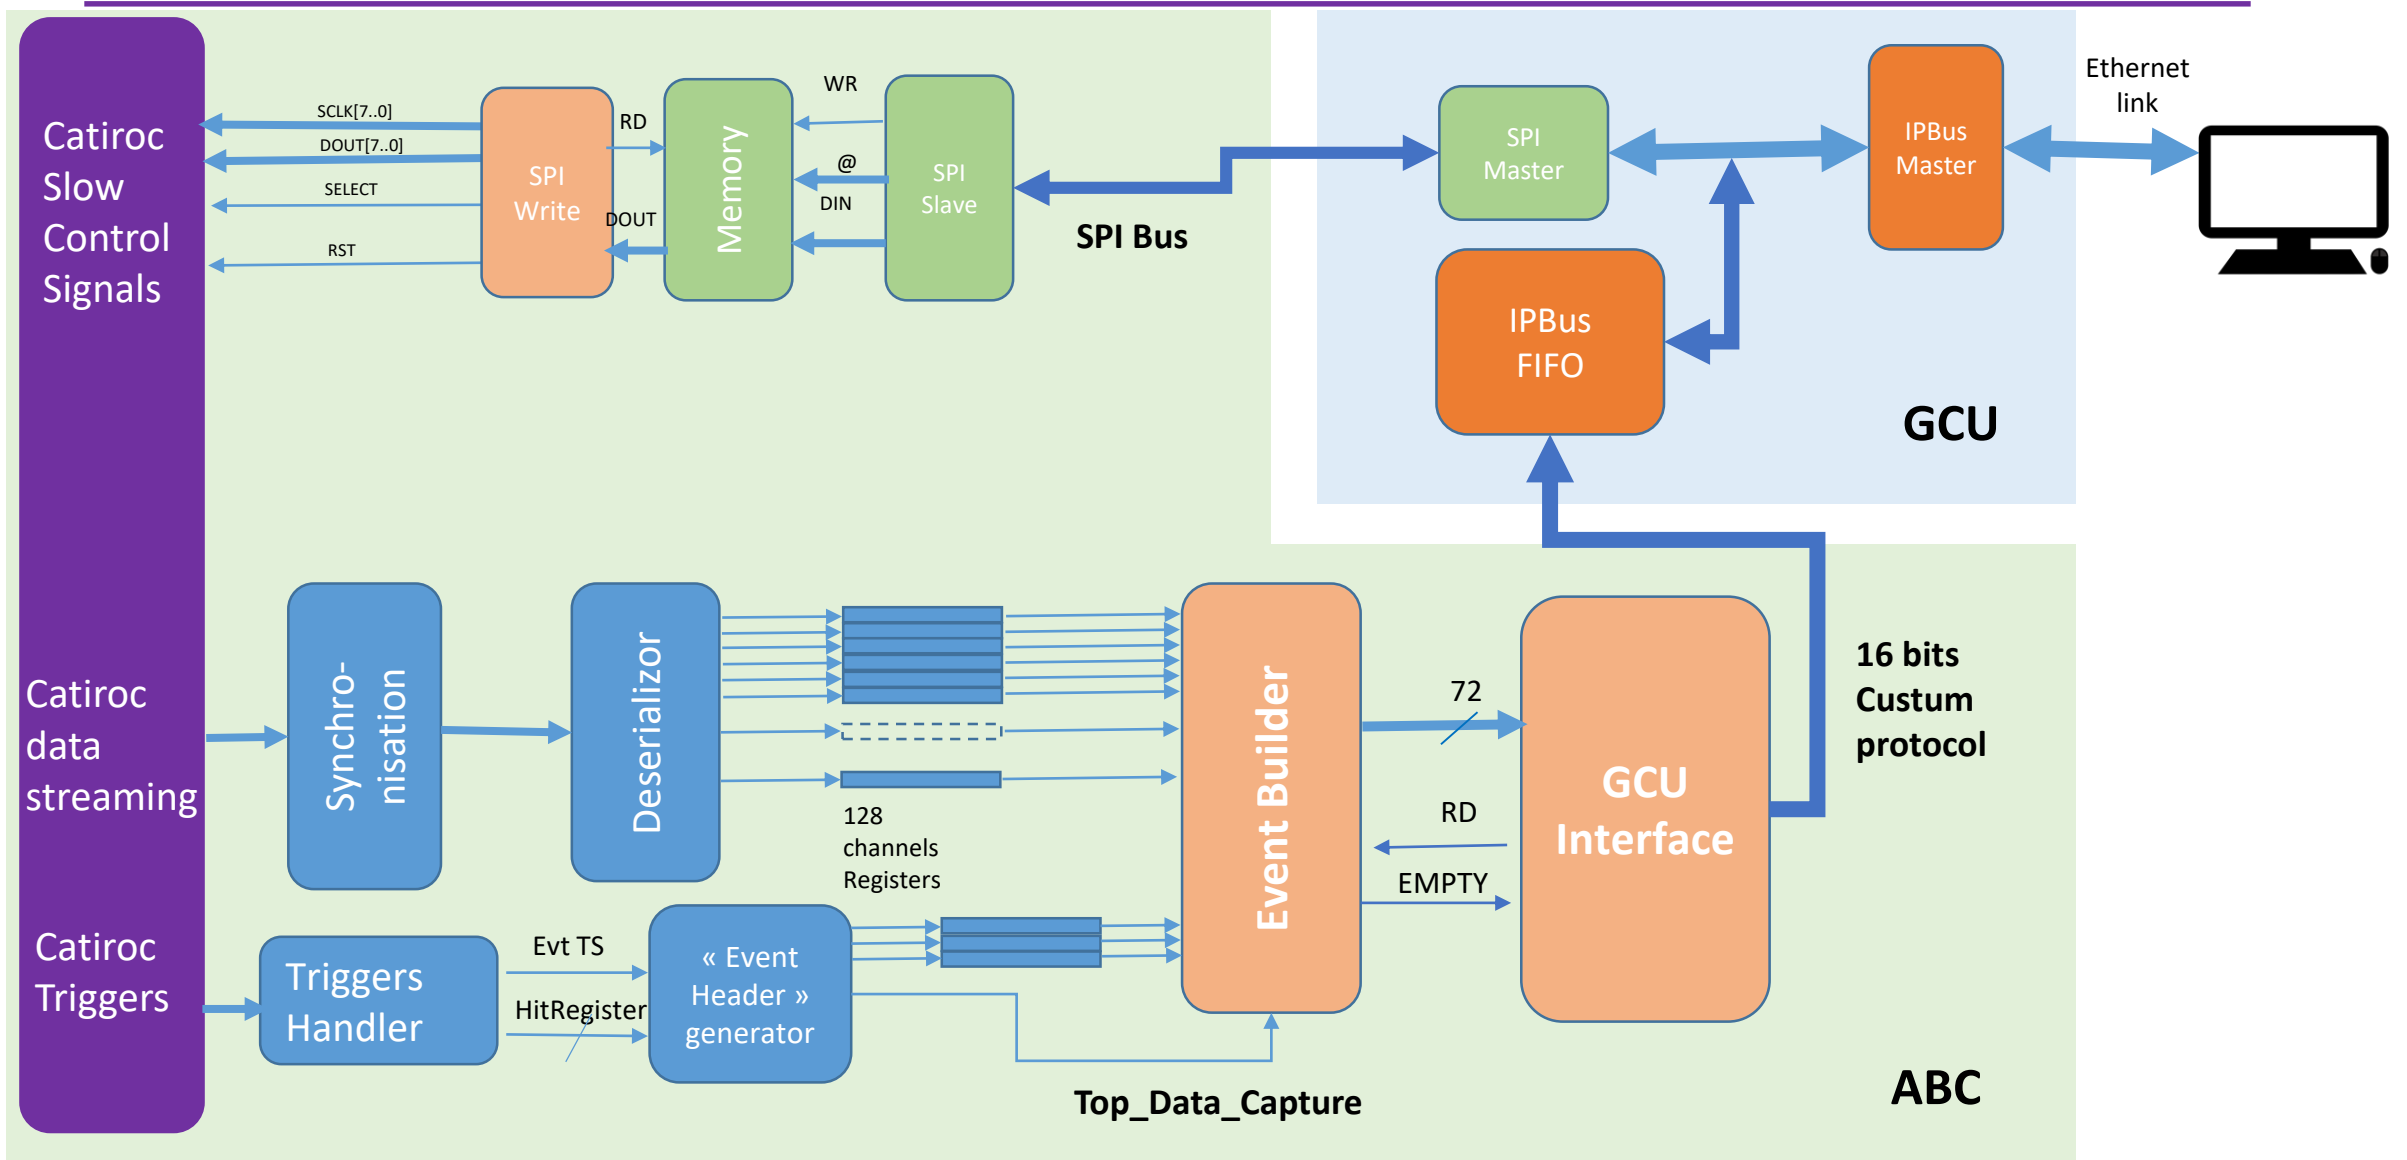 Catiroc
Slow
Control
Signals
SCLK[7..0]
DOUT[7..0]
SELECT
RST
SPI
Write
RD
DOUT
Memory
WR
@
DIN
SPI
Slave
SPI Bus
SPI
Master
IPBus
Master
Ethernet
link
IPBus
FIFO
GCU
Catiroc
data
streaming
Synchro-
nisation
Deserializor
128
channels
Registers
Event Builder
72
RD
EMPTY
GCU
Interface
16 bits
Custum
protocol
Catiroc
Triggers
Triggers
Handler
Evt TS
HitRegister
« Event
Header »
generator
Top_Data_Capture
ABC